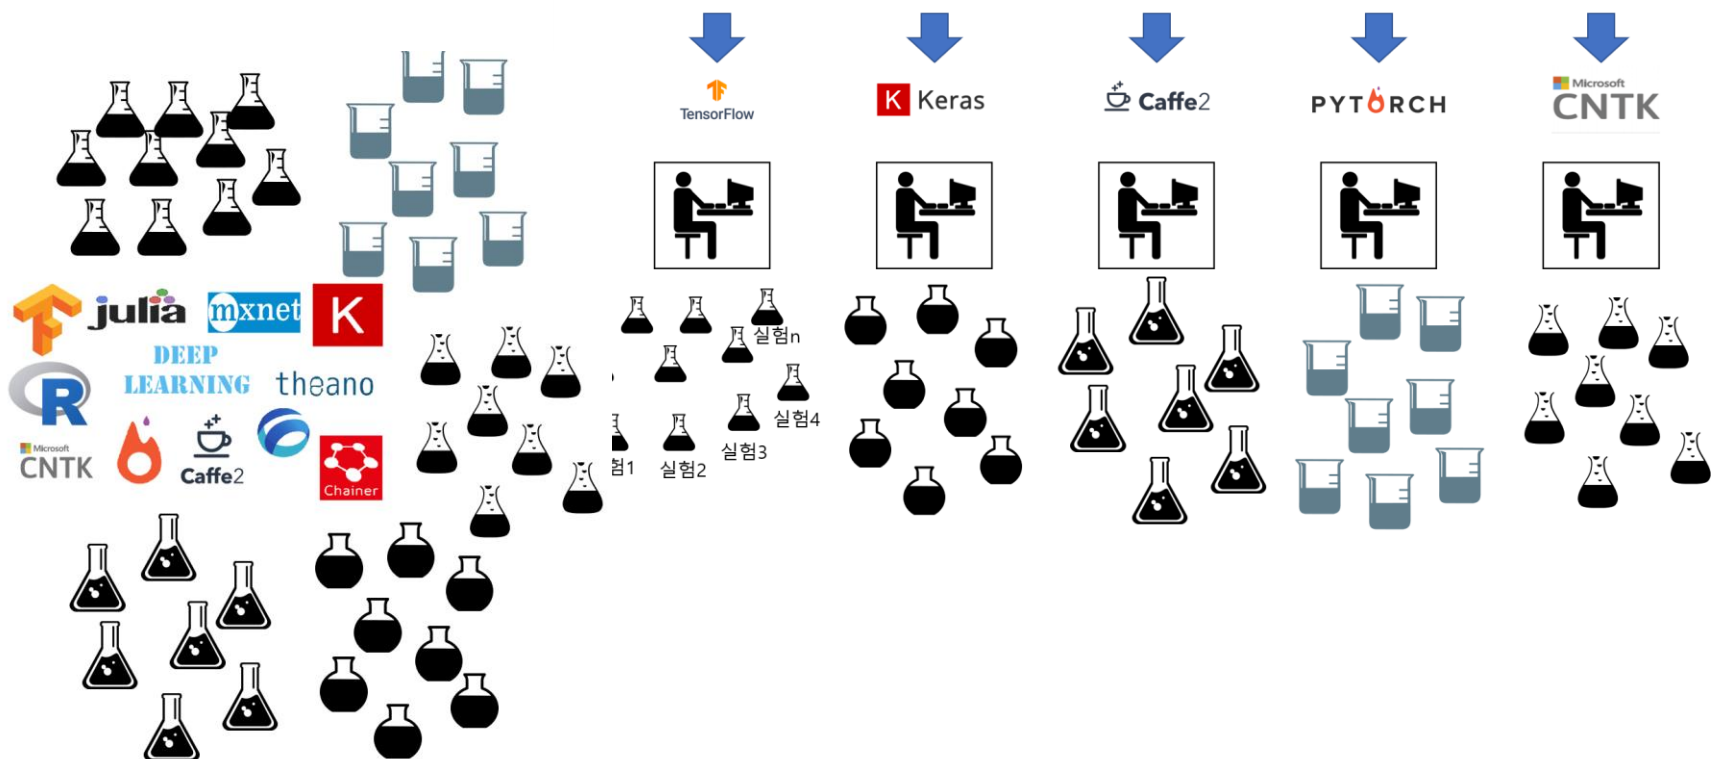 TensorFlow
K Keras
Caffe2
PYTORCH
Microsoft
CNTK
julia
mxnet
K
DEEP
LEARNING
theano
R
Microsoft
CNTK
Caffe2
Chainer
실험n
실험4
실험3
실험2
험1